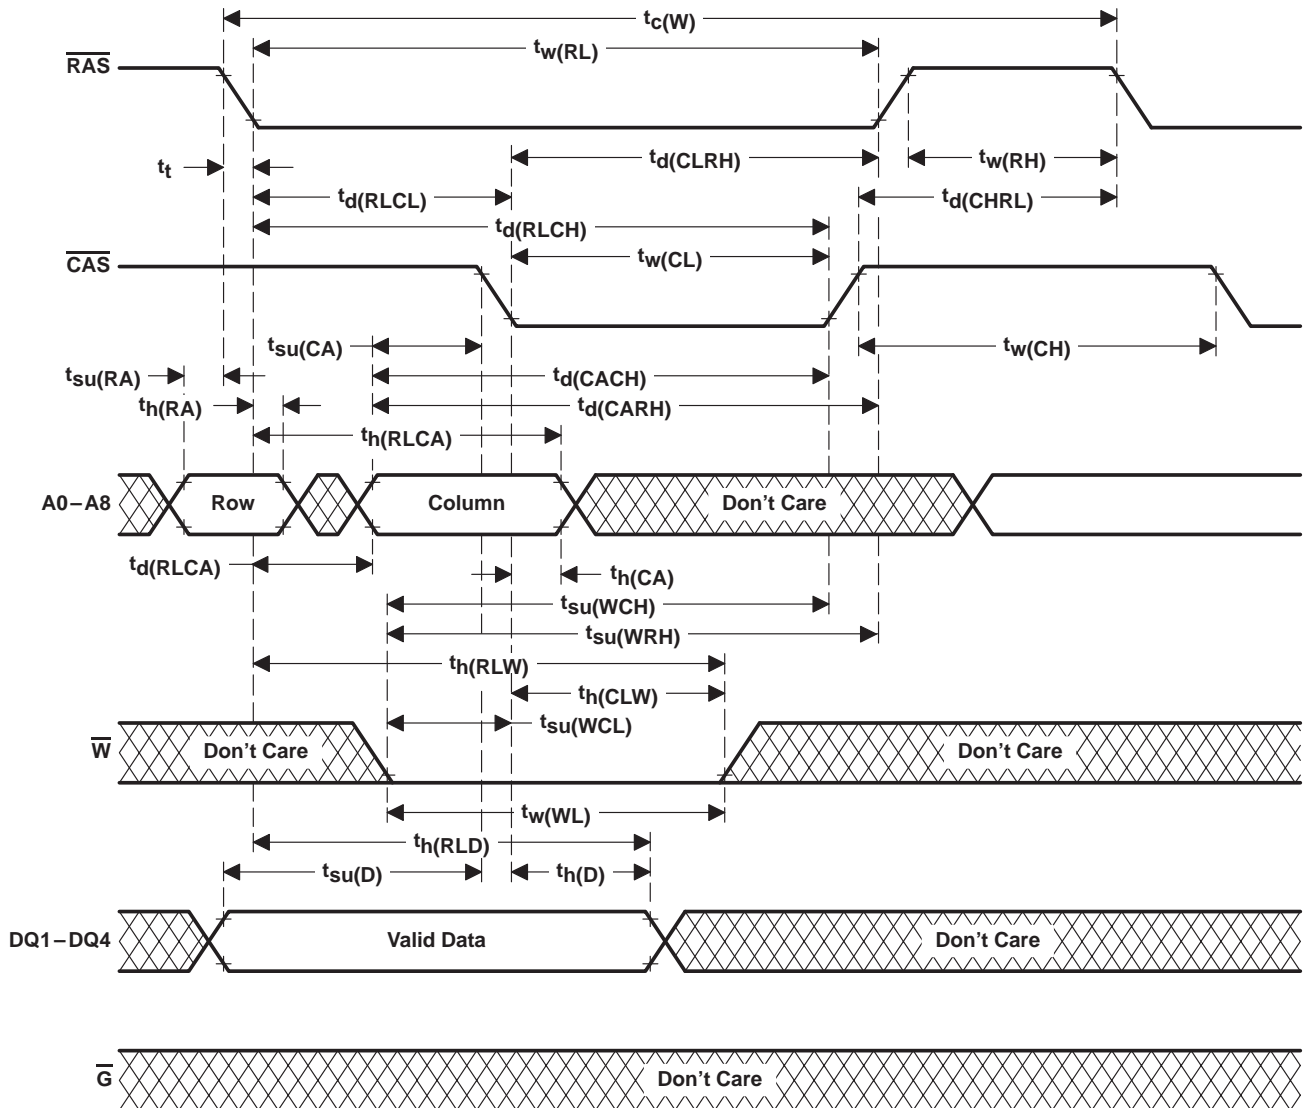 tc(W)
tw(RL)
RAS
tt
td(CLRH)
tw(RH)
td(RLCL)
td(CHRL)
td(RLCH)
CAS
tw(CL)
tsu(CA)
tw(CH)
tsu(RA)
td(CACH)
th(RA)
td(CARH)
th(RLCA)
A0–A8
Row
Column
Don't Care
td(RLCA)
th(CA)
tsu(WCH)
tsu(WRH)
th(RLW)
th(CLW)
tsu(WCL)
W
Don't Care
Don't Care
tw(WL)
th(RLD)
tsu(D)
th(D)
DQ1–DQ4
Valid Data
Don't Care
G
Don't Care